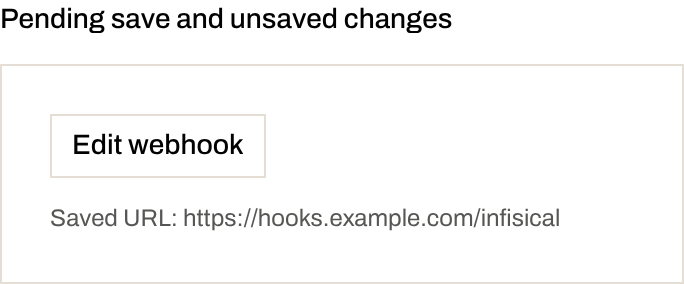 Pending save and unsaved changes
Edit webhook
Saved URL: https://hooks.example.com/infisical